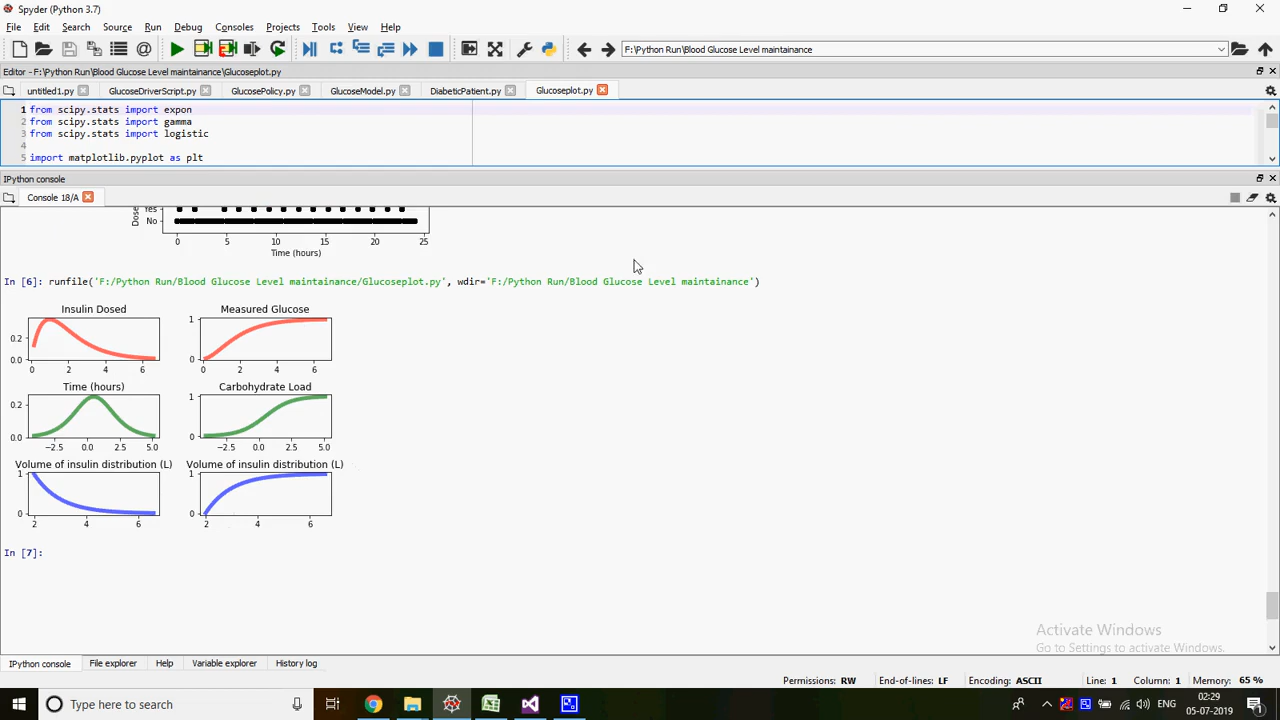 Spyder (Python 3.7)
File Edit Search Run Debug Consoles Projects Tools View Help
F:\Python Run\Blood Glucose Level maintainance
Editor - F:\Python Run\Blood Glucose Level maintainance\Glucoseplot.py
untitled1.py GlucoseDriverScript.py GlucosePolicy.py GlucoseModel.py DiabeticPatient.py Glucoseplot.py
1 from scipy.stats import expon
2 from scipy.stats import gamma
3 from scipy.stats import logistic
4
5 import matplotlib.pyplot as plt
IPython console
Console 18/A
Dose
Yes
No
0 5 10 15 20 25
Time (hours)
In [6]: runfile('F:/Python Run/Blood Glucose Level maintainance/Glucoseplot.py', wdir='F:/Python Run/Blood Glucose Level maintainance')
Insulin Dosed Measured Glucose
0.2 1
0.0 0
0 2 4 6 0 2 4 6
Time (hours) Carbohydrate Load
0.2 1
0.0 0
−2.5 0.0 2.5 5.0 −2.5 0.0 2.5 5.0
Volume of insulin distribution (L) Volume of insulin distribution (L)
1 1
0 0
2 4 6 2 4 6
In [7]:
Activate Windows
Go to Settings to activate Windows.
IPython console File explorer Help Variable explorer History log
Permissions: RW End-of-lines: LF Encoding: ASCII Line: 1 Column: 1 Memory: 65 %
Type here to search
ENG
02:29
05-07-2019
1